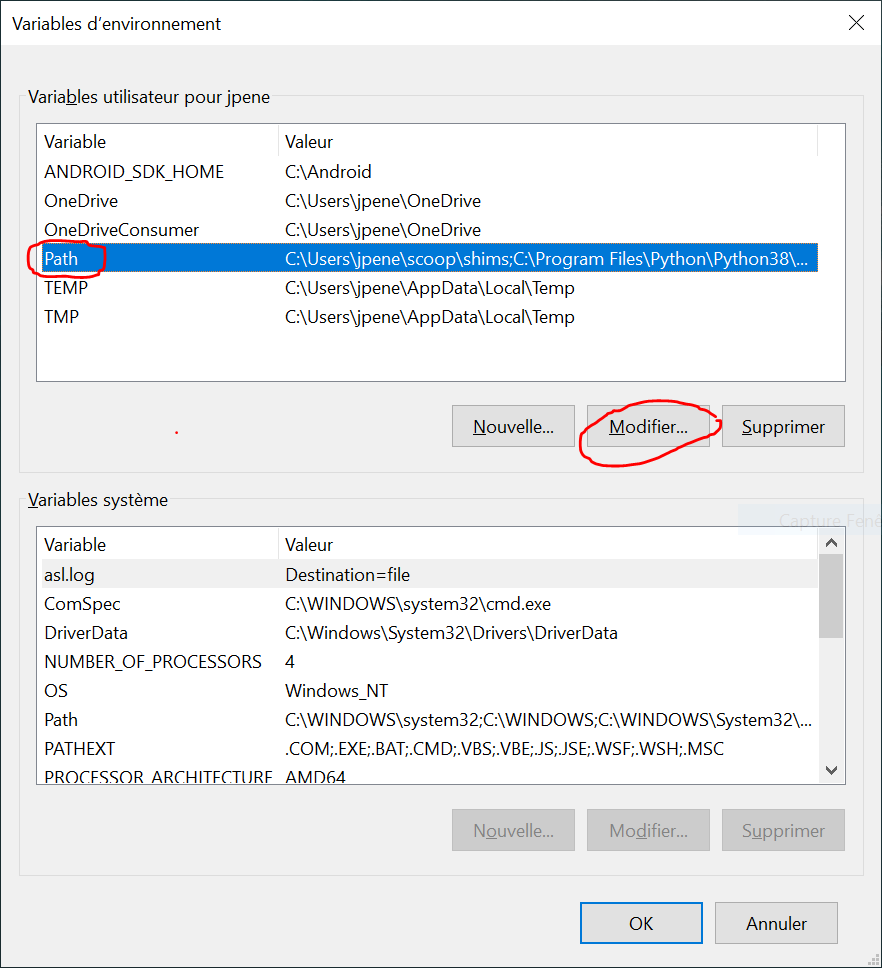 Variables d’environnement
Variables utilisateur pour jpene
Variable Valeur
ANDROID_SDK_HOME C:\Android
OneDrive C:\Users\jpene\OneDrive
OneDriveConsumer C:\Users\jpene\OneDrive
Path C:\Users\jpene\scoop\shims;C:\Program Files\Python\Python38\...
TEMP C:\Users\jpene\AppData\Local\Temp
TMP C:\Users\jpene\AppData\Local\Temp
Nouvelle... Modifier... Supprimer
Variables système
Capture Fenê
Variable Valeur
asl.log Destination=file
ComSpec C:\WINDOWS\system32\cmd.exe
DriverData C:\Windows\System32\Drivers\DriverData
NUMBER_OF_PROCESSORS 4
OS Windows_NT
Path C:\WINDOWS\system32;C:\WINDOWS;C:\WINDOWS\System32\...
PATHEXT .COM;.EXE;.BAT;.CMD;.VBS;.VBE;.JS;.JSE;.WSF;.WSH;.MSC
PROCESSOR_ARCHITECTURE AMD64
Nouvelle... Modifier... Supprimer
OK Annuler